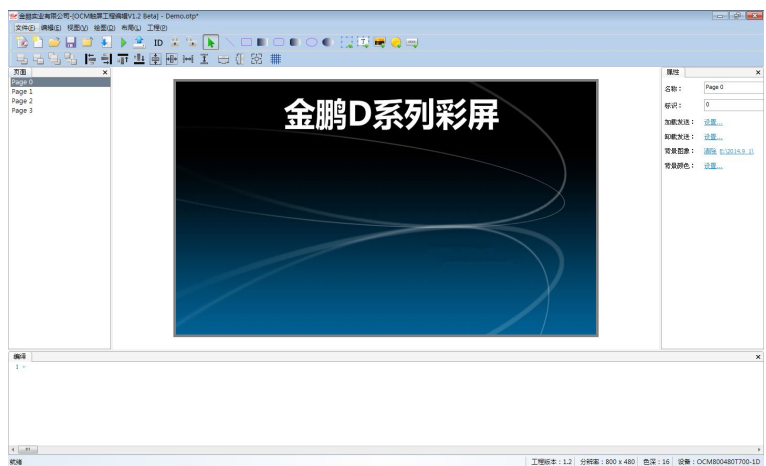 金鹏实业有限公司-[OCM触屏工程编辑V1.2 Beta] - Demo.otp*
文件(F) 编辑(E) 视图(V) 绘图(D) 布局(L) 工程(P)
ID
T
页面
Page 0
Page 1
Page 2
Page 3
金鹏D系列彩屏
属性
名称： Page 0
标识： 0
加载发送： 设置...
卸载发送： 设置...
背景图象： 清除 E:\2014.9
背景颜色： 设置...
编译
1
就绪
工程版本：1.2 分辨率：800 x 480 色深：16 设备：OCM800480T700-1D